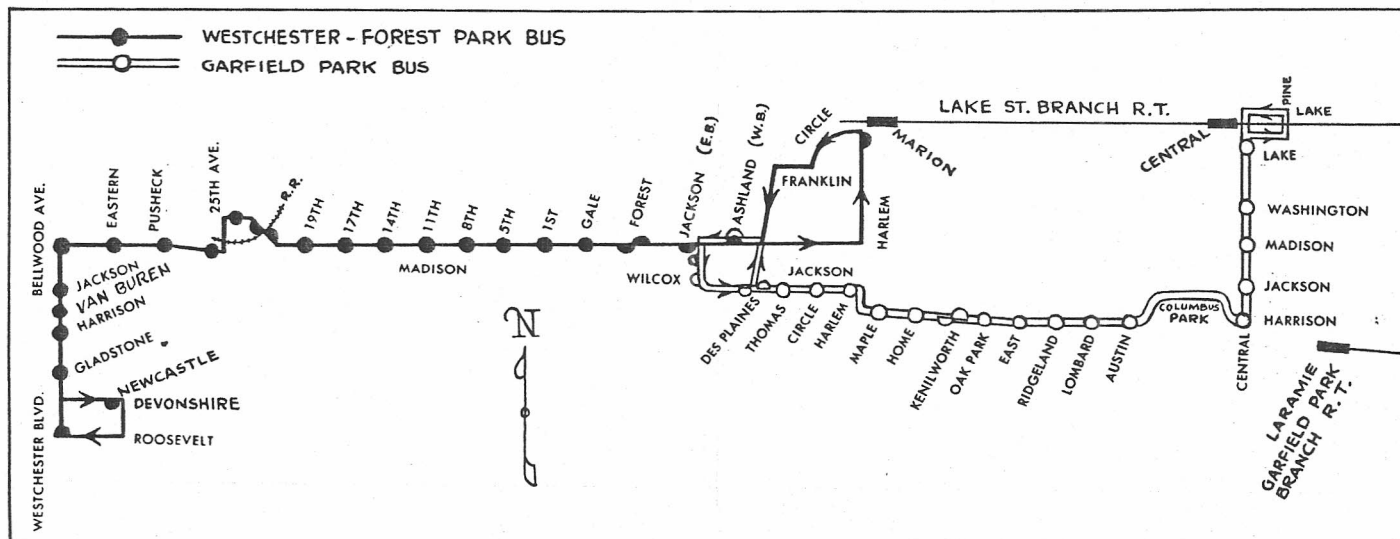 WESTCHESTER - FOREST PARK BUS
GARFIELD PARK BUS
LAKE ST. BRANCH R.T.
PINE
LAKE
CIRCLE
MARION
CENTRAL
LAKE
FRANKLIN
HARLEM
BELLWOOD AVE.
EASTERN
PUSHECK
25TH AVE.
R.R.
19TH
17TH
14TH
11TH
8TH
5TH
1ST
GALE
FOREST
JACKSON (E.B.)
ASHLAND (W.B.)
MADISON
WASHINGTON
MADISON
JACKSON
HARRISON
JACKSON
VAN BUREN
HARRISON
GLADSTONE
NEWCASTLE
DEVONSHIRE
ROOSEVELT
WESTCHESTER BLVD.
N
WILCOX
JACKSON
DES PLAINES
THOMAS
CIRCLE
HARLEM
MAPLE
HOME
KENILWORTH
OAK PARK
EAST
RIDGELAND
LOMBARD
AUSTIN
COLUMBUS
PARK
CENTRAL
LARAMIE
GARFIELD PARK
BRANCH R.T.